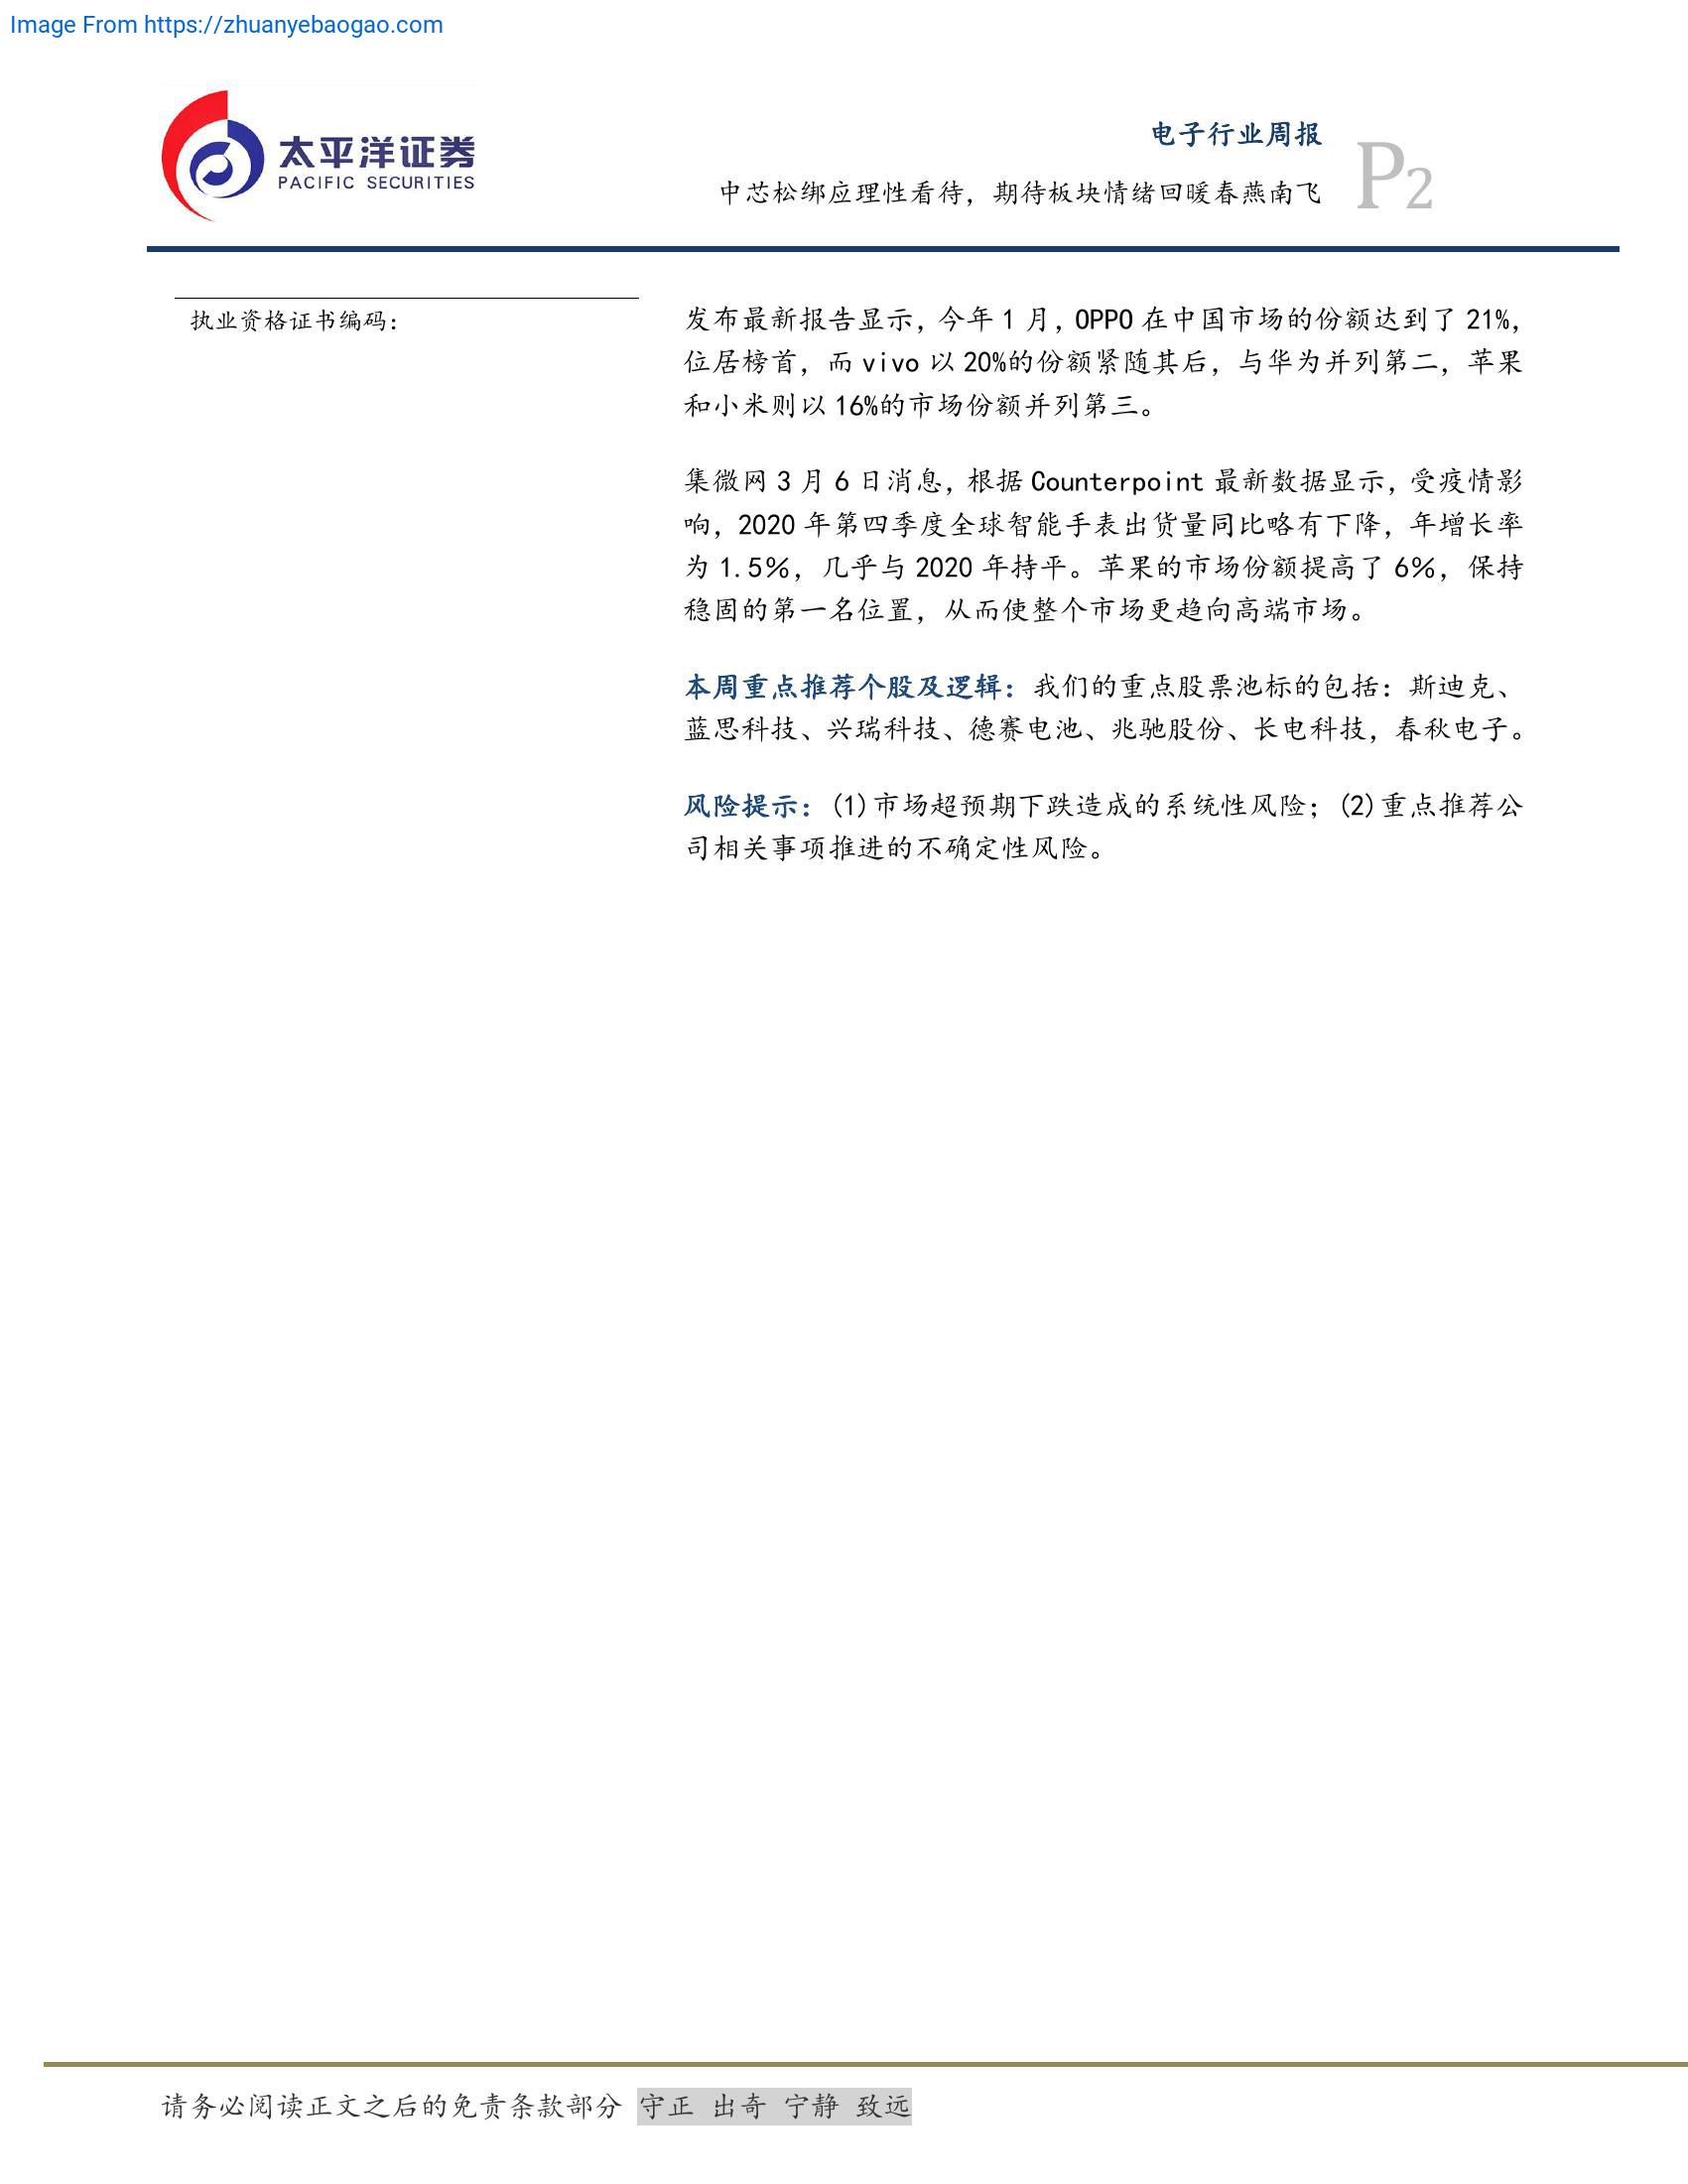 Image From https://zhuanyebaogao.com
太平洋证券
PACIFIC SECURITIES
电子行业周报
中芯松绑应理性看待，期待板块情绪回暖春燕南飞
P2
执业资格证书编码：
发布最新报告显示，今年 1 月，OPPO 在中国市场的份额达到了 21%，
位居榜首，而 vivo 以 20%的份额紧随其后，与华为并列第二，苹果
和小米则以 16%的市场份额并列第三。
集微网 3 月 6 日消息，根据 Counterpoint 最新数据显示，受疫情影
响，2020 年第四季度全球智能手表出货量同比略有下降，年增长率
为 1.5％，几乎与 2020 年持平。苹果的市场份额提高了 6％，保持
稳固的第一名位置，从而使整个市场更趋向高端市场。
本周重点推荐个股及逻辑：我们的重点股票池标的包括：斯迪克、
蓝思科技、兴瑞科技、德赛电池、兆驰股份、长电科技，春秋电子。
风险提示：(1)市场超预期下跌造成的系统性风险；(2)重点推荐公
司相关事项推进的不确定性风险。
请务必阅读正文之后的免责条款部分 守正 出奇 宁静 致远